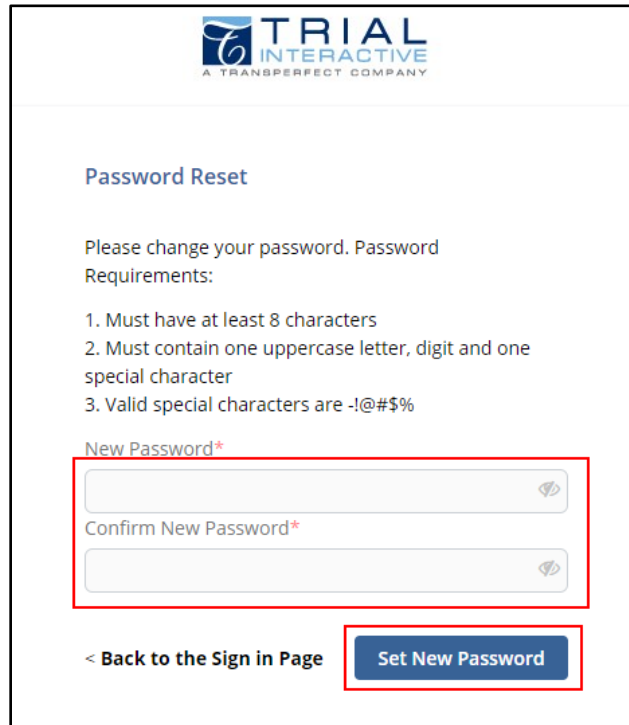 TRIAL
INTERACTIVE
A TRANSPERFECT COMPANY
Password Reset
Please change your password. Password
Requirements:
1. Must have at least 8 characters
2. Must contain one uppercase letter, digit and one
special character
3. Valid special characters are -!@#$%
New Password*
Confirm New Password*
< Back to the Sign in Page
Set New Password